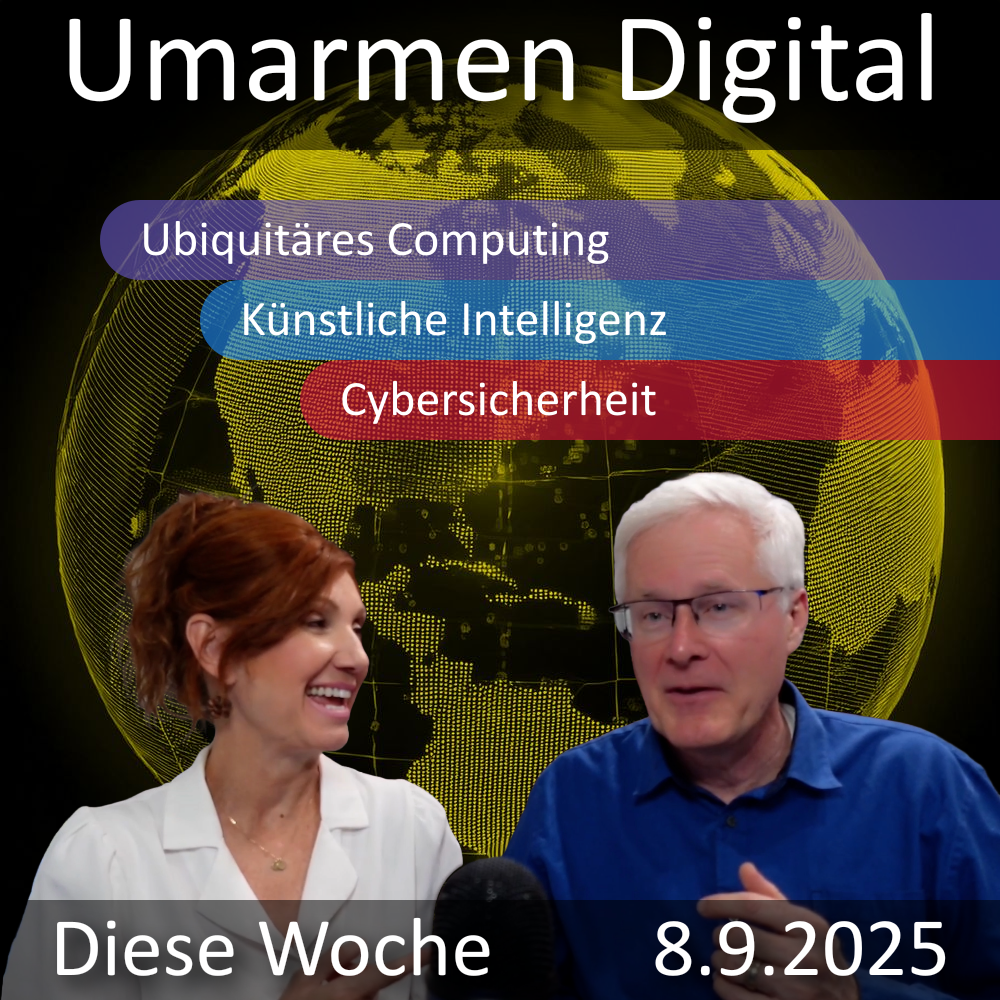 Umarmen Digital
Ubiquitäres Computing
Künstliche Intelligenz
Cybersicherheit
Diese Woche 8.9.2025